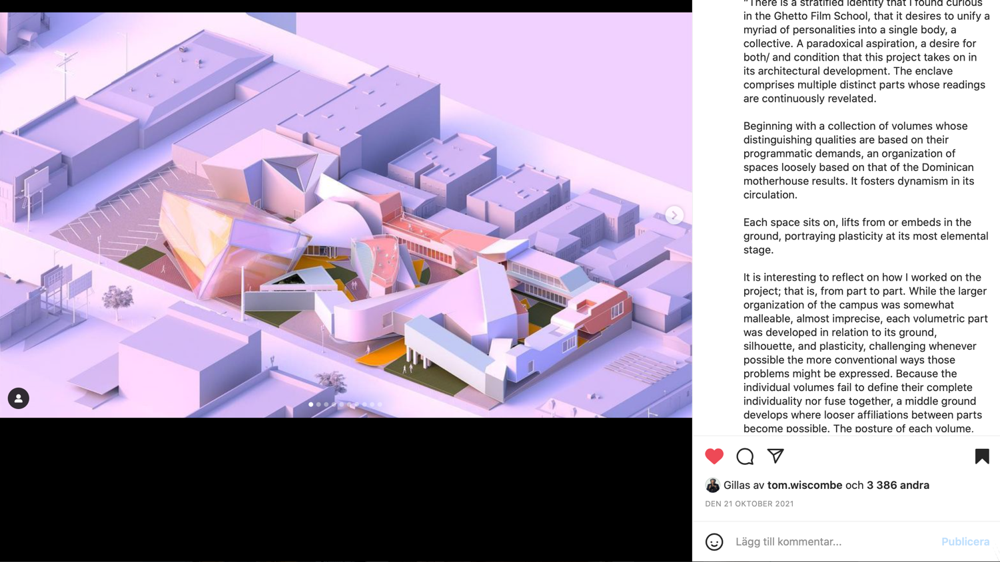 "There is a stratified identity that I found curious
in the Ghetto Film School, that it desires to unify a
myriad of personalities into a single body, a
collective. A paradoxical aspiration, a desire for
both/ and condition that this project takes on in
its architectural development. The enclave
comprises multiple distinct parts whose readings
are continuously revelated.
Beginning with a collection of volumes whose
distinguishing qualities are based on their
programmatic demands, an organization of
spaces loosely based on that of the Dominican
motherhouse results. It fosters dynamism in its
circulation.
Each space sits on, lifts from or embeds in the
ground, portraying plasticity at its most elemental
stage.
It is interesting to reflect on how I worked on the
project; that is, from part to part. While the larger
organization of the campus was somewhat
malleable, almost imprecise, each volumetric part
was developed in relation to its ground,
silhouette, and plasticity, challenging whenever
possible the more conventional ways those
problems might be expressed. Because the
individual volumes fail to define their complete
individuality nor fuse together, a middle ground
develops where looser affiliations between parts
become possible. The posture of each volume,
Gillas av tom.wiscombe och 3 386 andra
DEN 21 OKTOBER 2021
Lägg till kommentar... Publicera